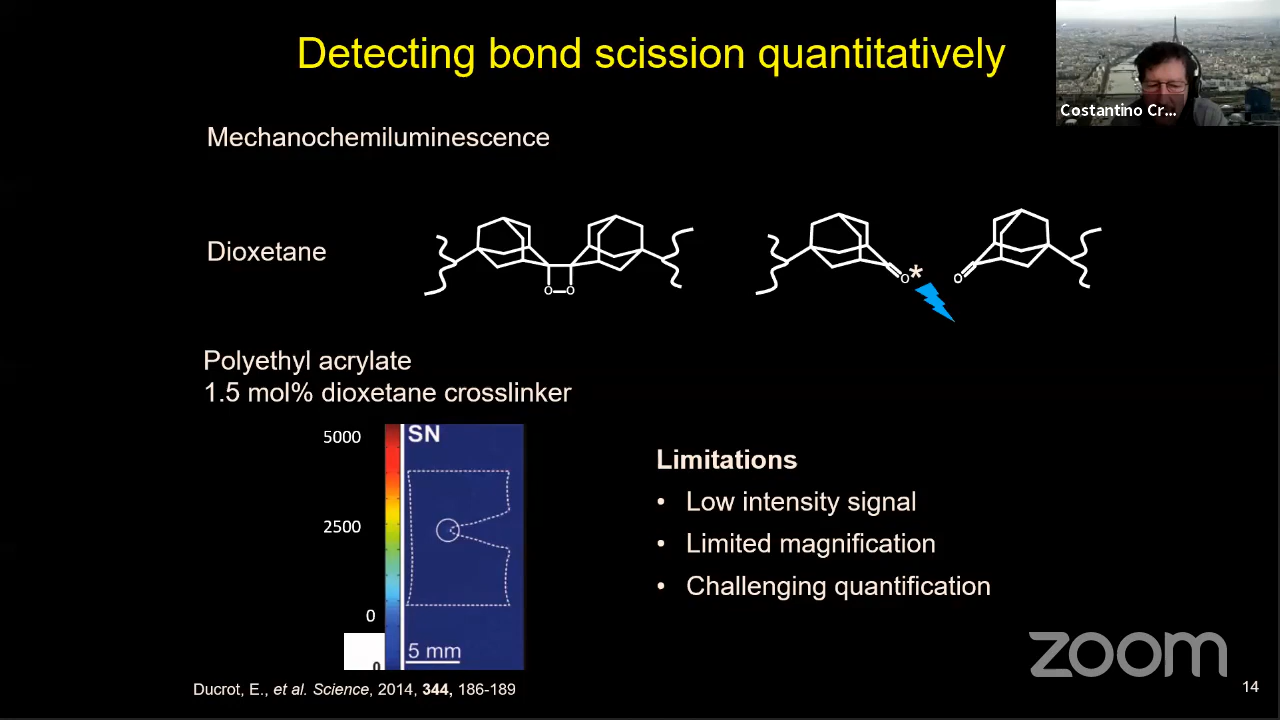 Detecting bond scission quantitatively
Costantino Cr...
Mechanochemiluminescence
Dioxetane
O
O
O
*
O
Polyethyl acrylate
1.5 mol% dioxetane crosslinker
5000
SN
2500
0
0
5 mm
Limitations
• Low intensity signal
• Limited magnification
• Challenging quantification
zoom
Ducrot, E., et al. Science, 2014, 344, 186-189
14